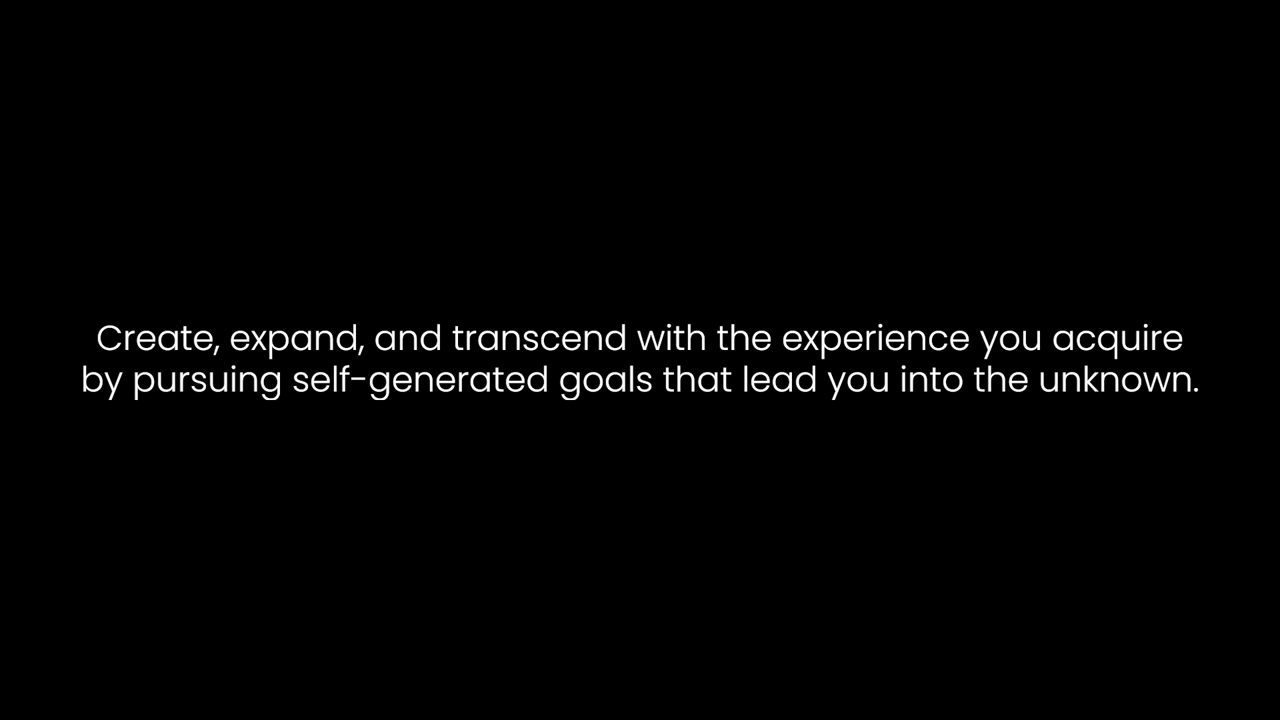 Create, expand, and transcend with the experience you acquire
by pursuing self-generated goals that lead you into the unknown.